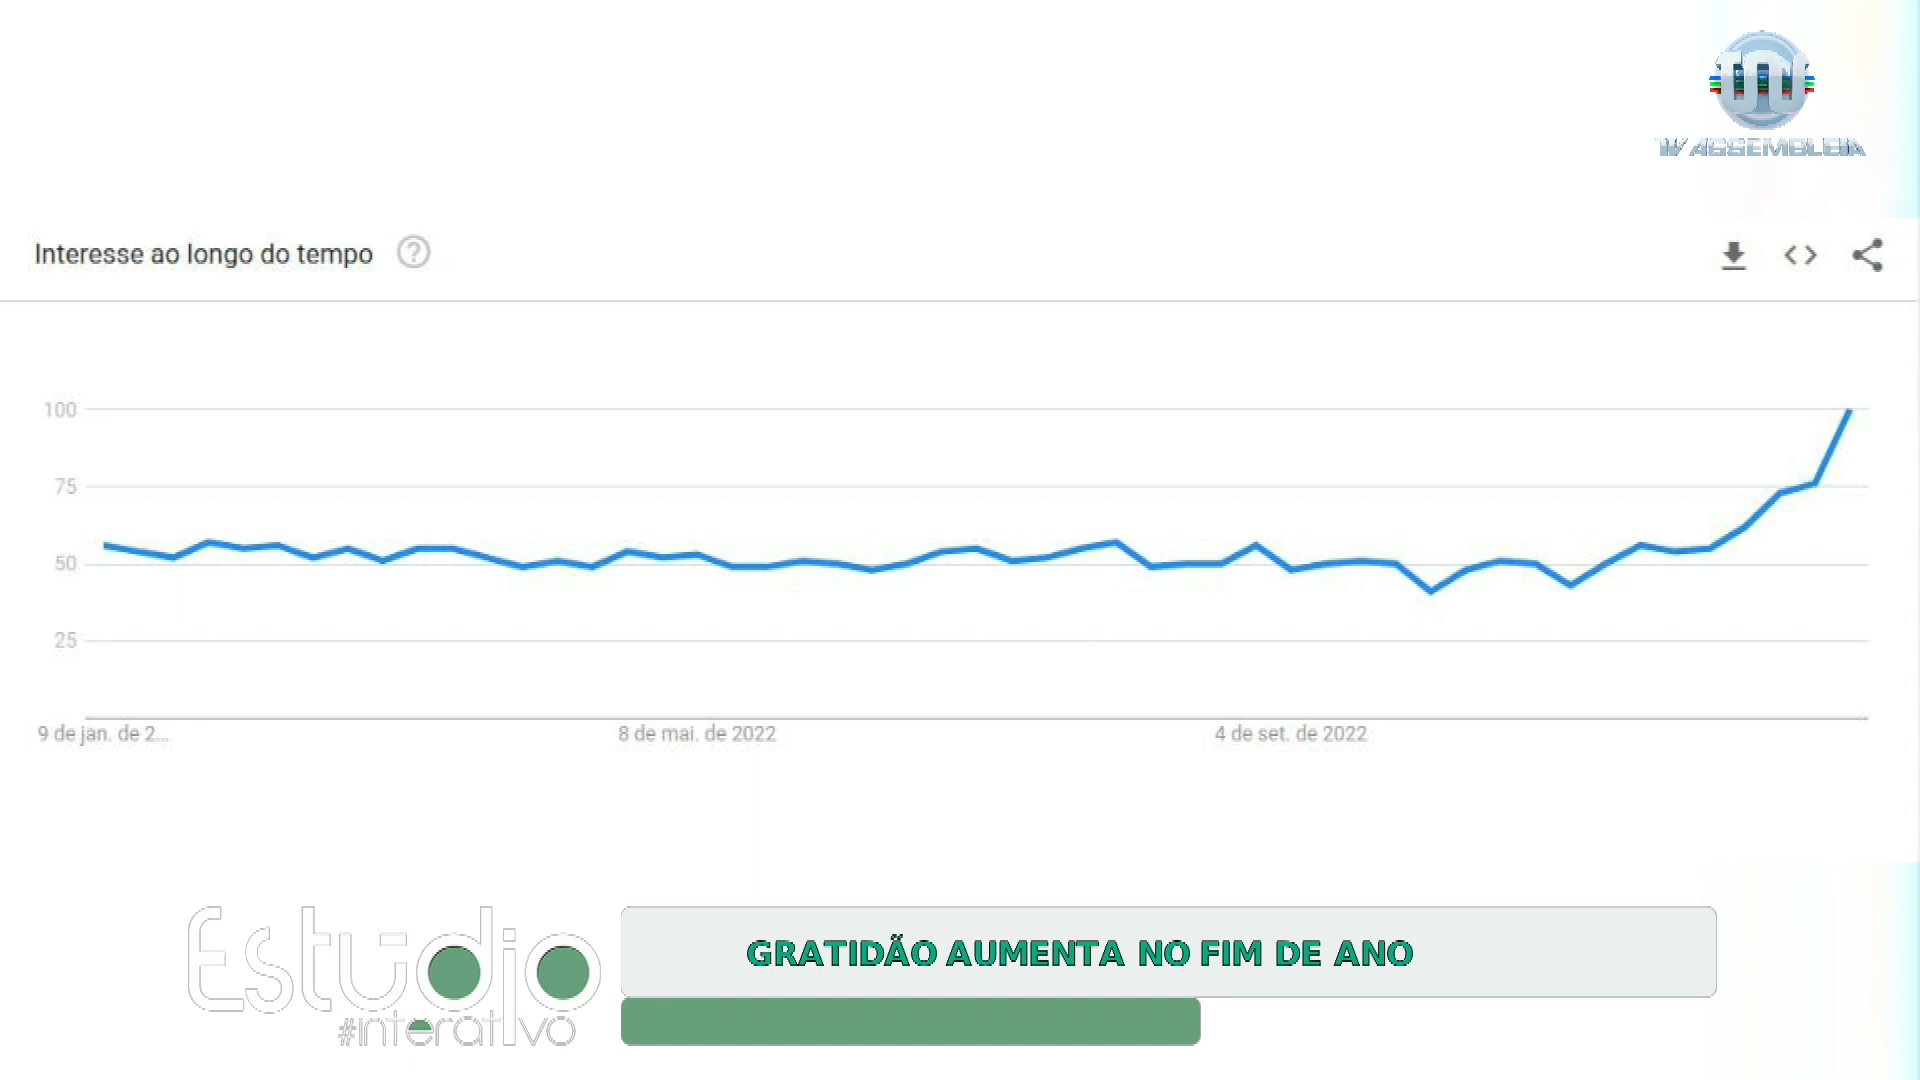 TV ASSEMBLEIA
Interesse ao longo do tempo
100
75
50
25
9 de jan. de 2...
8 de mai. de 2022
4 de set. de 2022
Estúdio
#interativo
GRATIDÃO AUMENTA NO FIM DE ANO